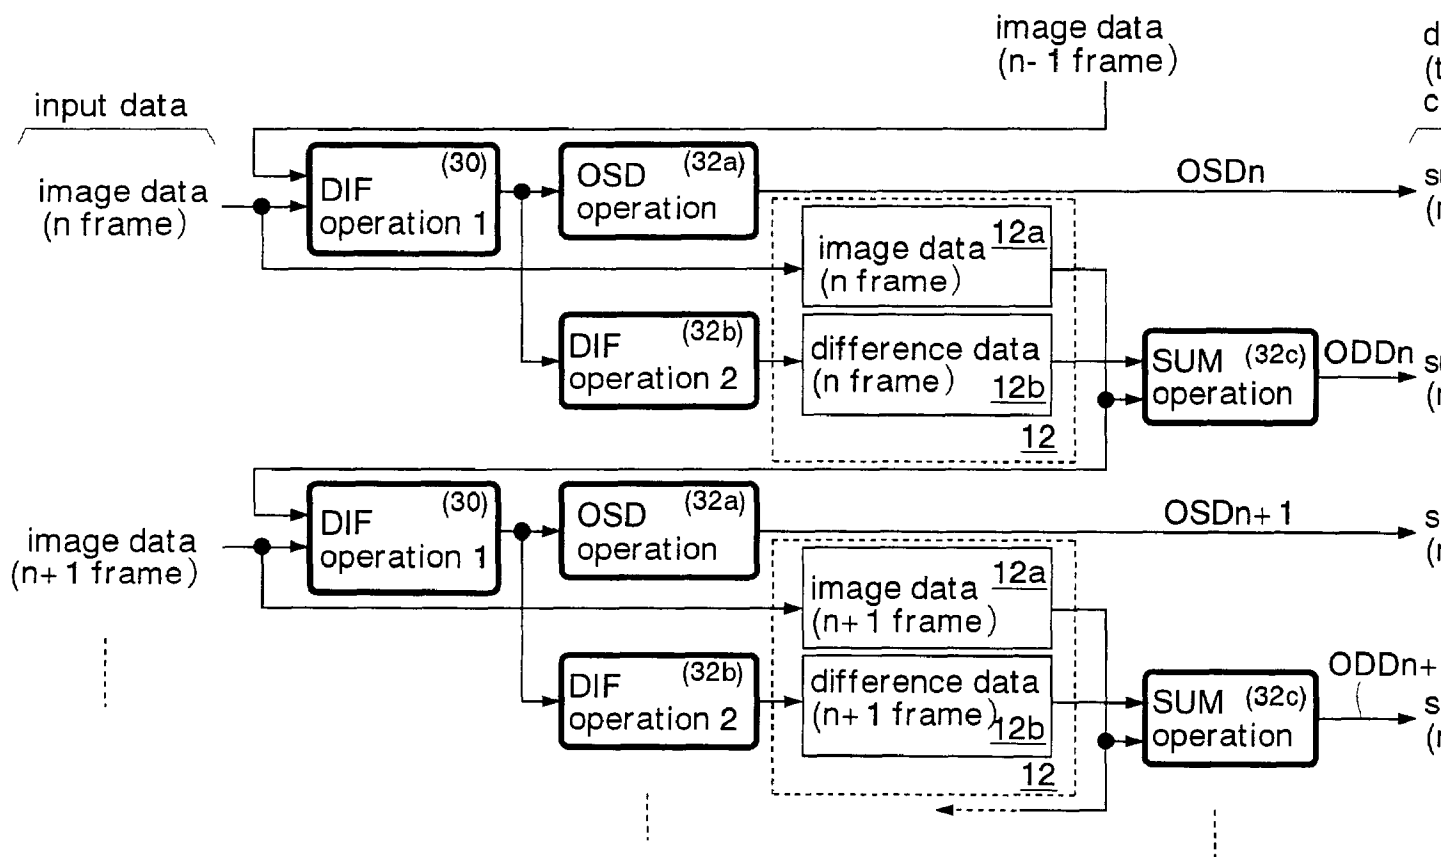 image data
(n- 1 frame)
input data
image data
(n frame)
(30)
DIF
operation 1
(32a)
OSD
operation
OSDn
12a
image data
(n frame)
(32b)
DIF
operation 2
difference data
(n frame)
12b
12
SUM (32c)
operation
ODDn
image data
(n+ 1 frame)
(30)
DIF
operation 1
(32a)
OSD
operation
OSDn+ 1
12a
image data
(n+ 1 frame)
(32b)
DIF
operation 2
difference data
(n+ 1 frame)
12b
12
SUM (32c)
operation
ODDn+